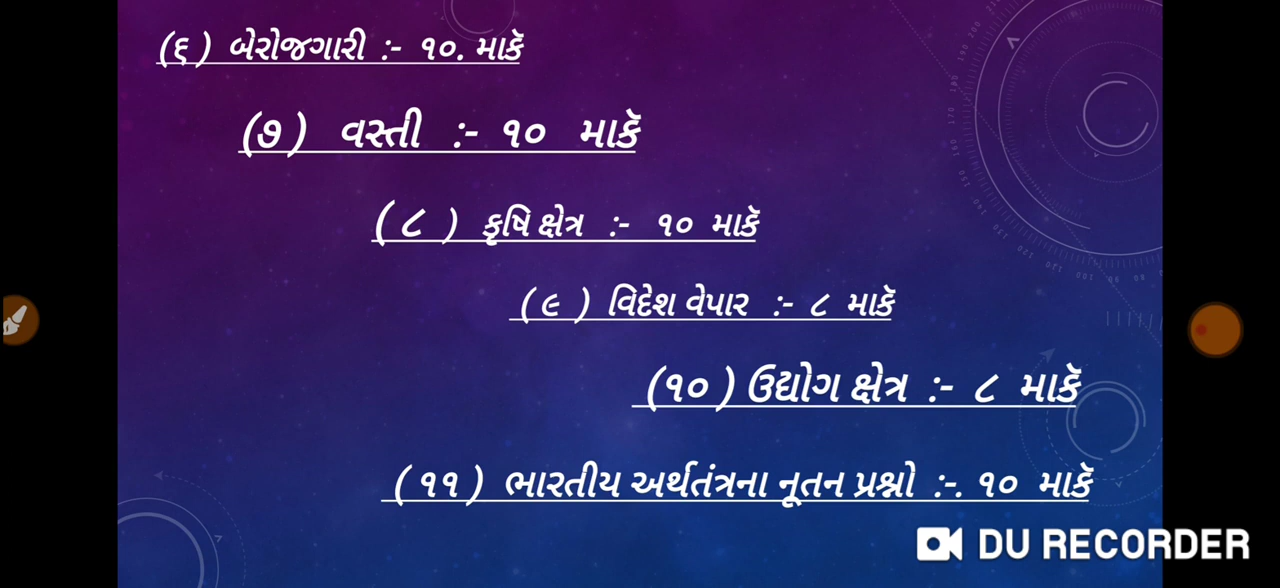 (૬ ) બેરોજગારી :- ૧૦. માર્ક
(૭ ) વસ્તી :- ૧૦ માર્ક
( ૮ ) કૃષિ ક્ષેત્ર :- ૧૦ માર્ક
( ૯ ) વિદેશ વેપાર :- ૮ માર્ક
(૧૦ ) ઉદ્યોગ ક્ષેત્ર :- ૮ માર્ક
( ૧૧ ) ભારતીય અર્થતંત્રના નૂતન પ્રશ્નો :-. ૧૦ માર્ક
DU RECORDER